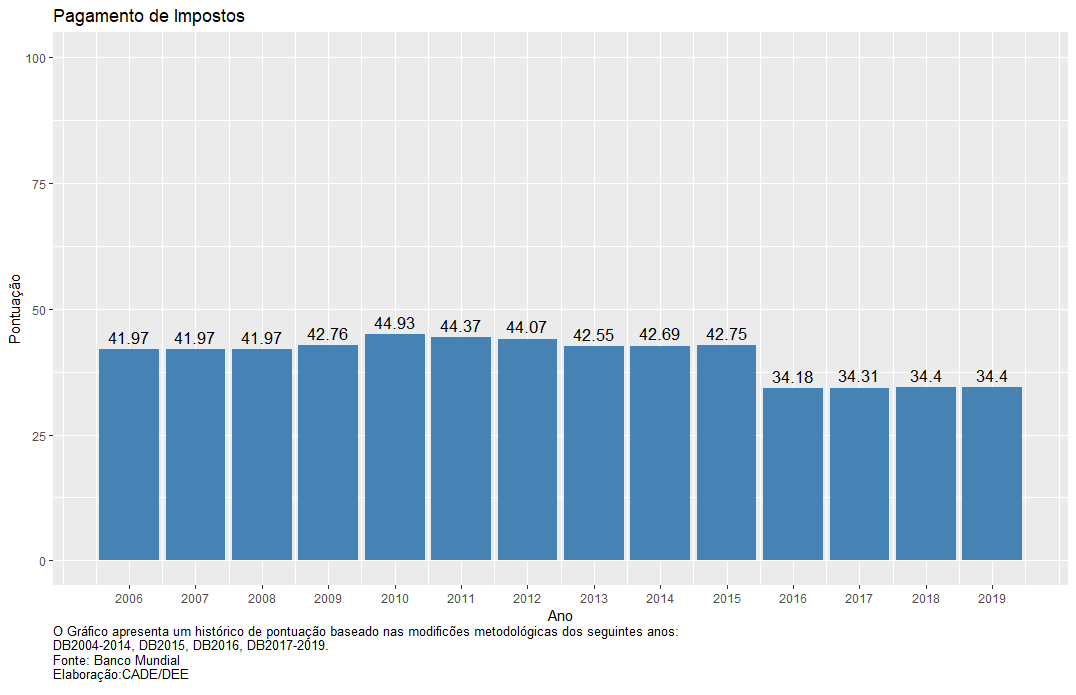 Pagamento de Impostos
100
75
50
25
0
Pontuação
41.97 41.97 41.97 42.76 44.93 44.37 44.07 42.55 42.69 42.75 34.18 34.31 34.4 34.4
2006 2007 2008 2009 2010 2011 2012 2013 2014 2015 2016 2017 2018 2019
Ano
O Gráfico apresenta um histórico de pontuação baseado nas modificões metodológicas dos seguintes anos:
DB2004-2014, DB2015, DB2016, DB2017-2019.
Fonte: Banco Mundial
Elaboração:CADE/DEE